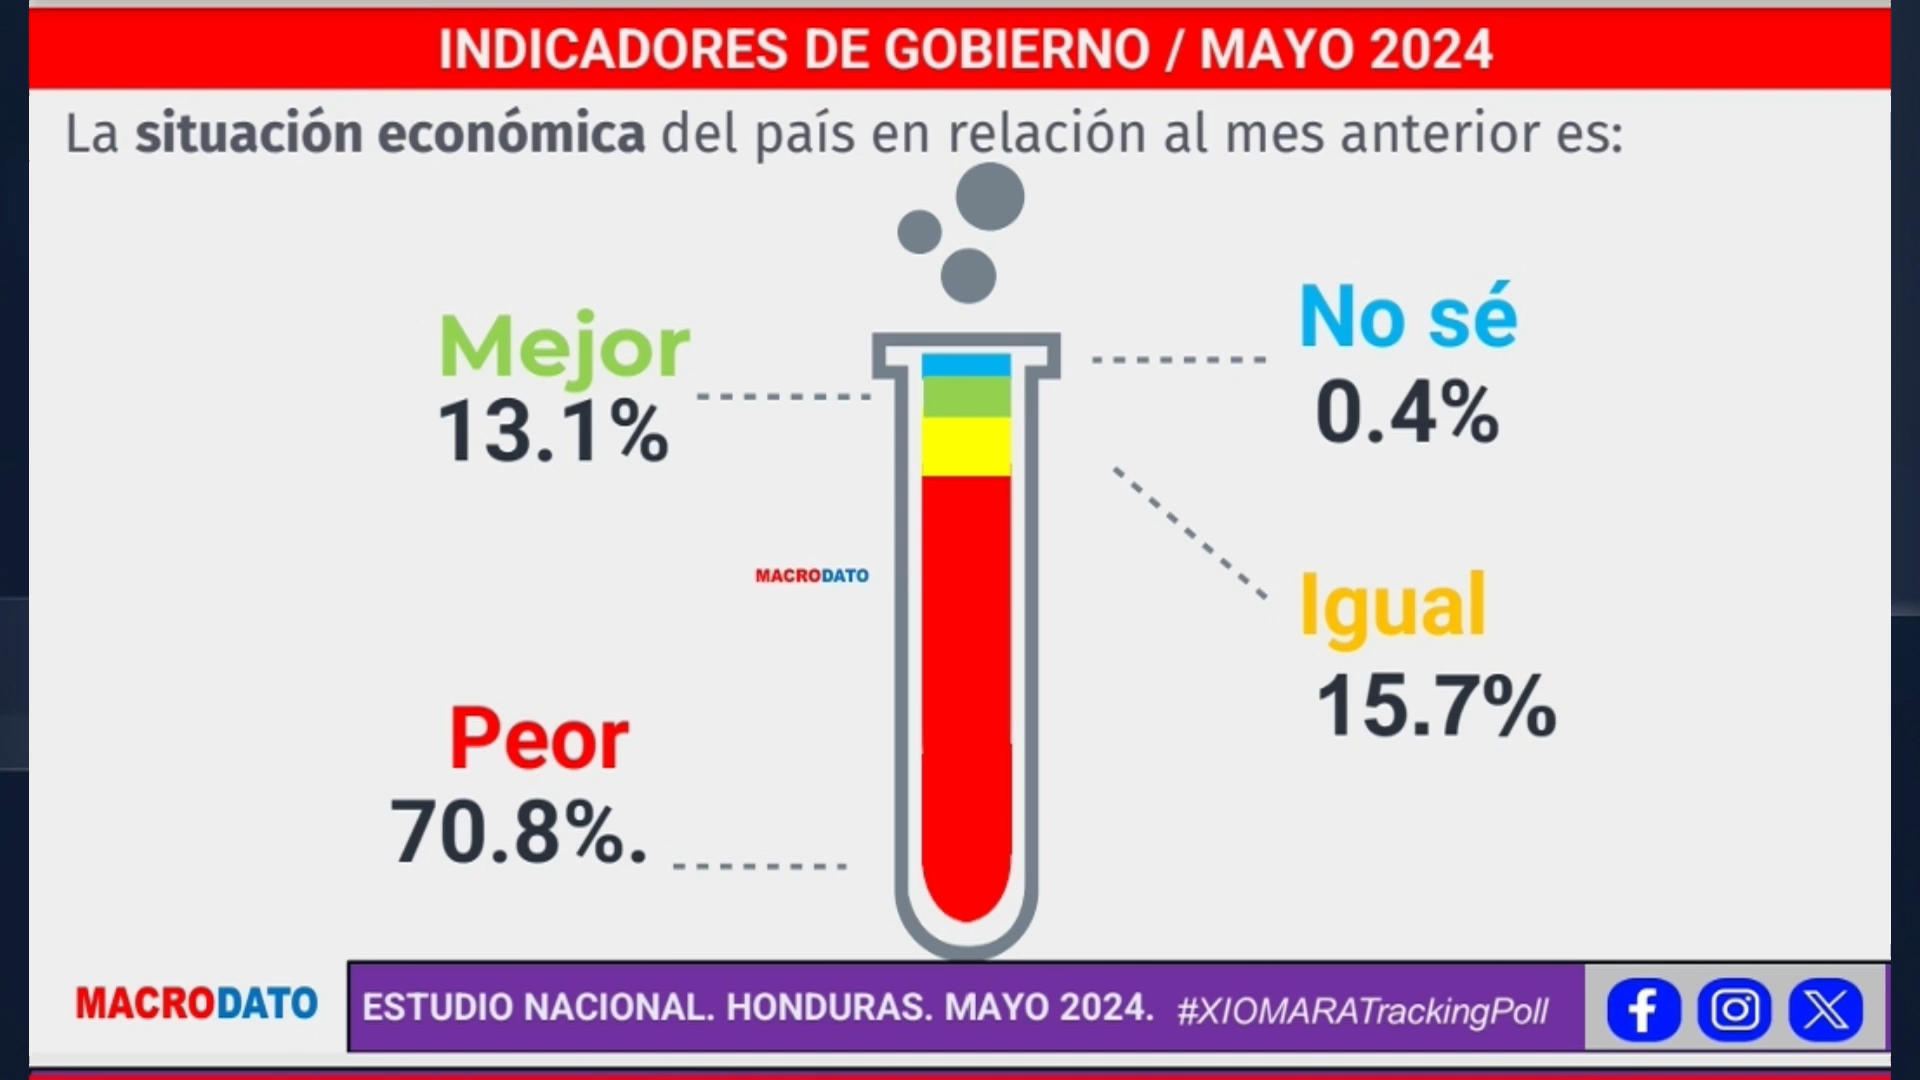 INDICADORES DE GOBIERNO / MAYO 2024
La situación económica del país en relación al mes anterior es:
Mejor
13.1%
No sé
0.4%
MACRODATO
Igual
15.7%
Peor
70.8%.
MACRODATO
ESTUDIO NACIONAL. HONDURAS. MAYO 2024. #XIOMARATrackingPoll